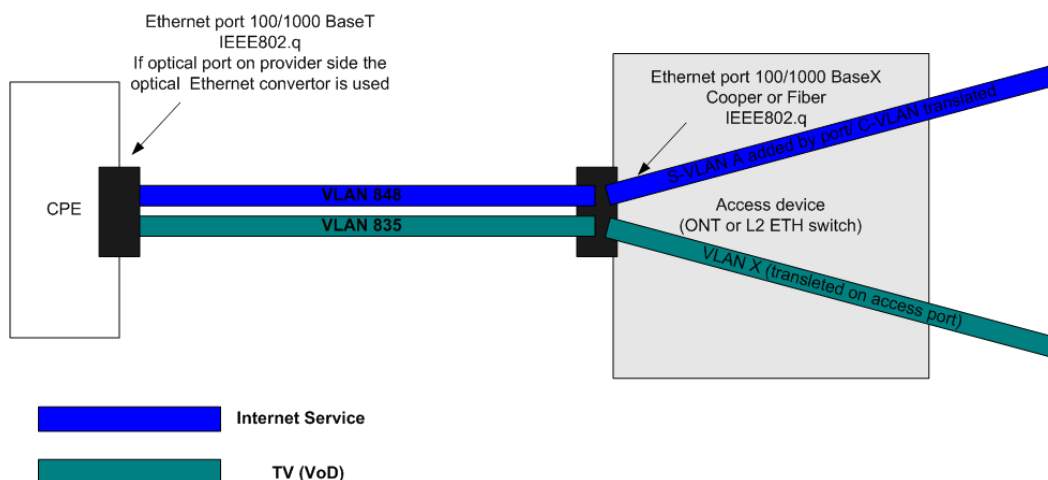 Ethernet port 100/1000 BaseT
IEEE802.q
If optical port on provider side the
optical Ethernet convertor is used
Ethernet port 100/1000 BaseX
Cooper or Fiber
IEEE802.q
S-VLAN A added by port/ C-VLAN translated
CPE
VLAN 848
VLAN 835
Access device
(ONT or L2 ETH switch)
VLAN X (transleted on access port)
Internet Service
TV (VoD)